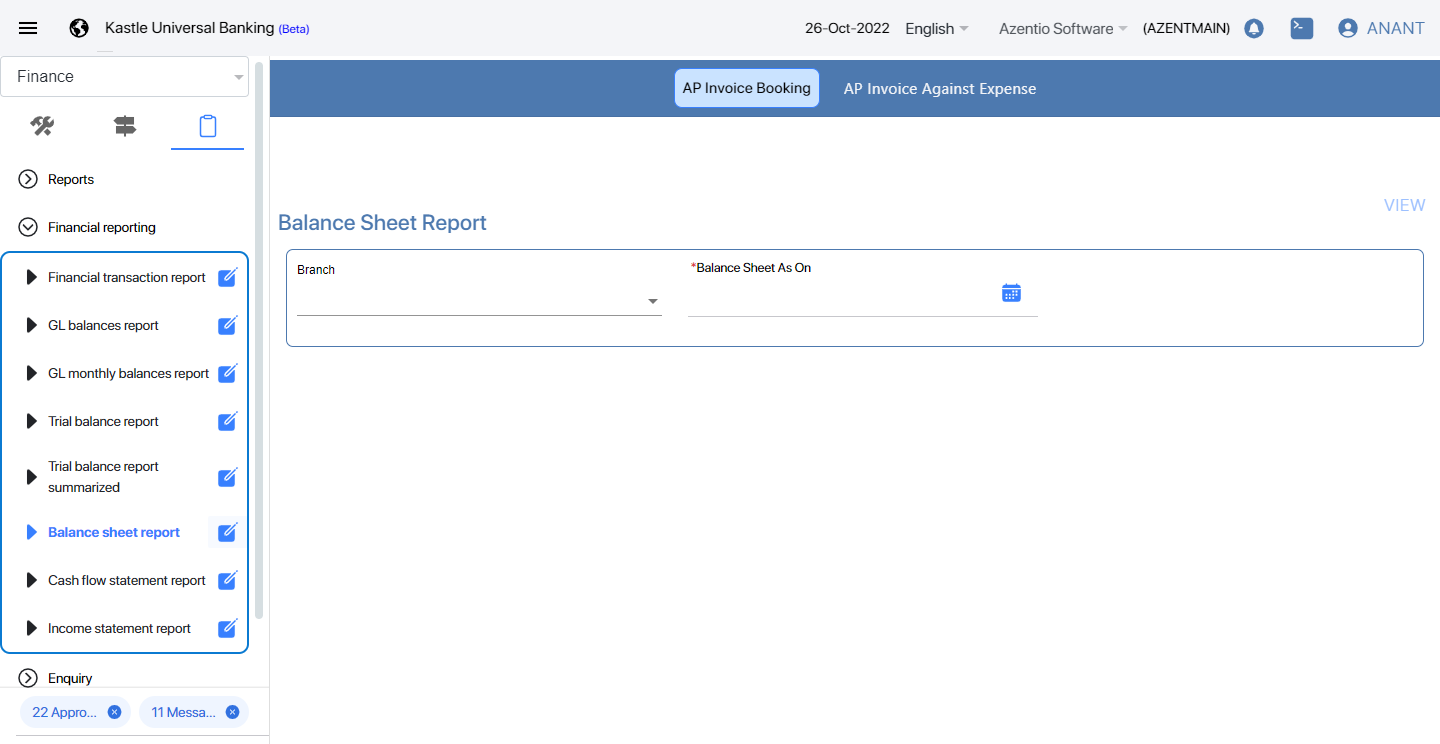 Kastle Universal Banking (Beta)
26-Oct-2022 English Azentio Software (AZENTMAIN) ANANT
Finance
AP Invoice Booking AP Invoice Against Expense
Reports
VIEW
Balance Sheet Report
Financial reporting
Branch
*Balance Sheet As On
Financial transaction report
GL balances report
GL monthly balances report
Trial balance report
Trial balance report
summarized
Balance sheet report
Cash flow statement report
Income statement report
Enquiry
22 Appro... 11 Messa...